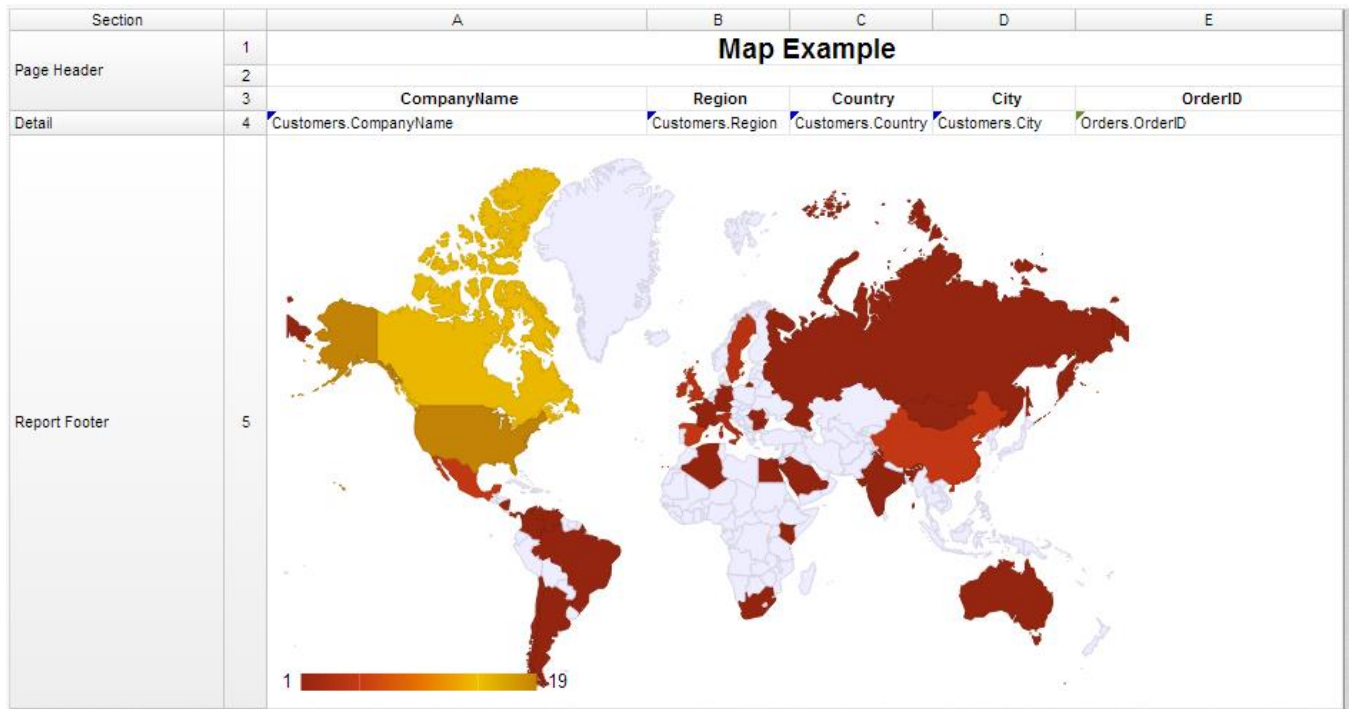 Section A B C D E
Page Header 1 Map Example
2
3 CompanyName Region Country City OrderID
Detail 4 Customers.CompanyName Customers.Region Customers.Country Customers.City Orders.OrderID
Report Footer 5
1 19